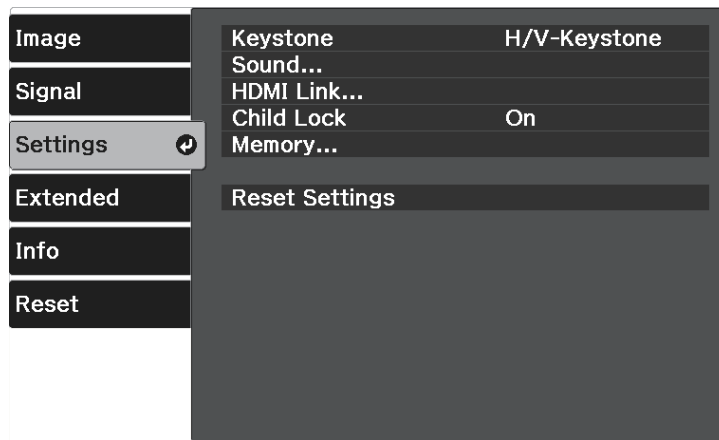 Image
Signal
Settings
Extended
Info
Reset
Keystone H/V-Keystone
Sound...
HDMI Link...
Child Lock On
Memory...
Reset Settings